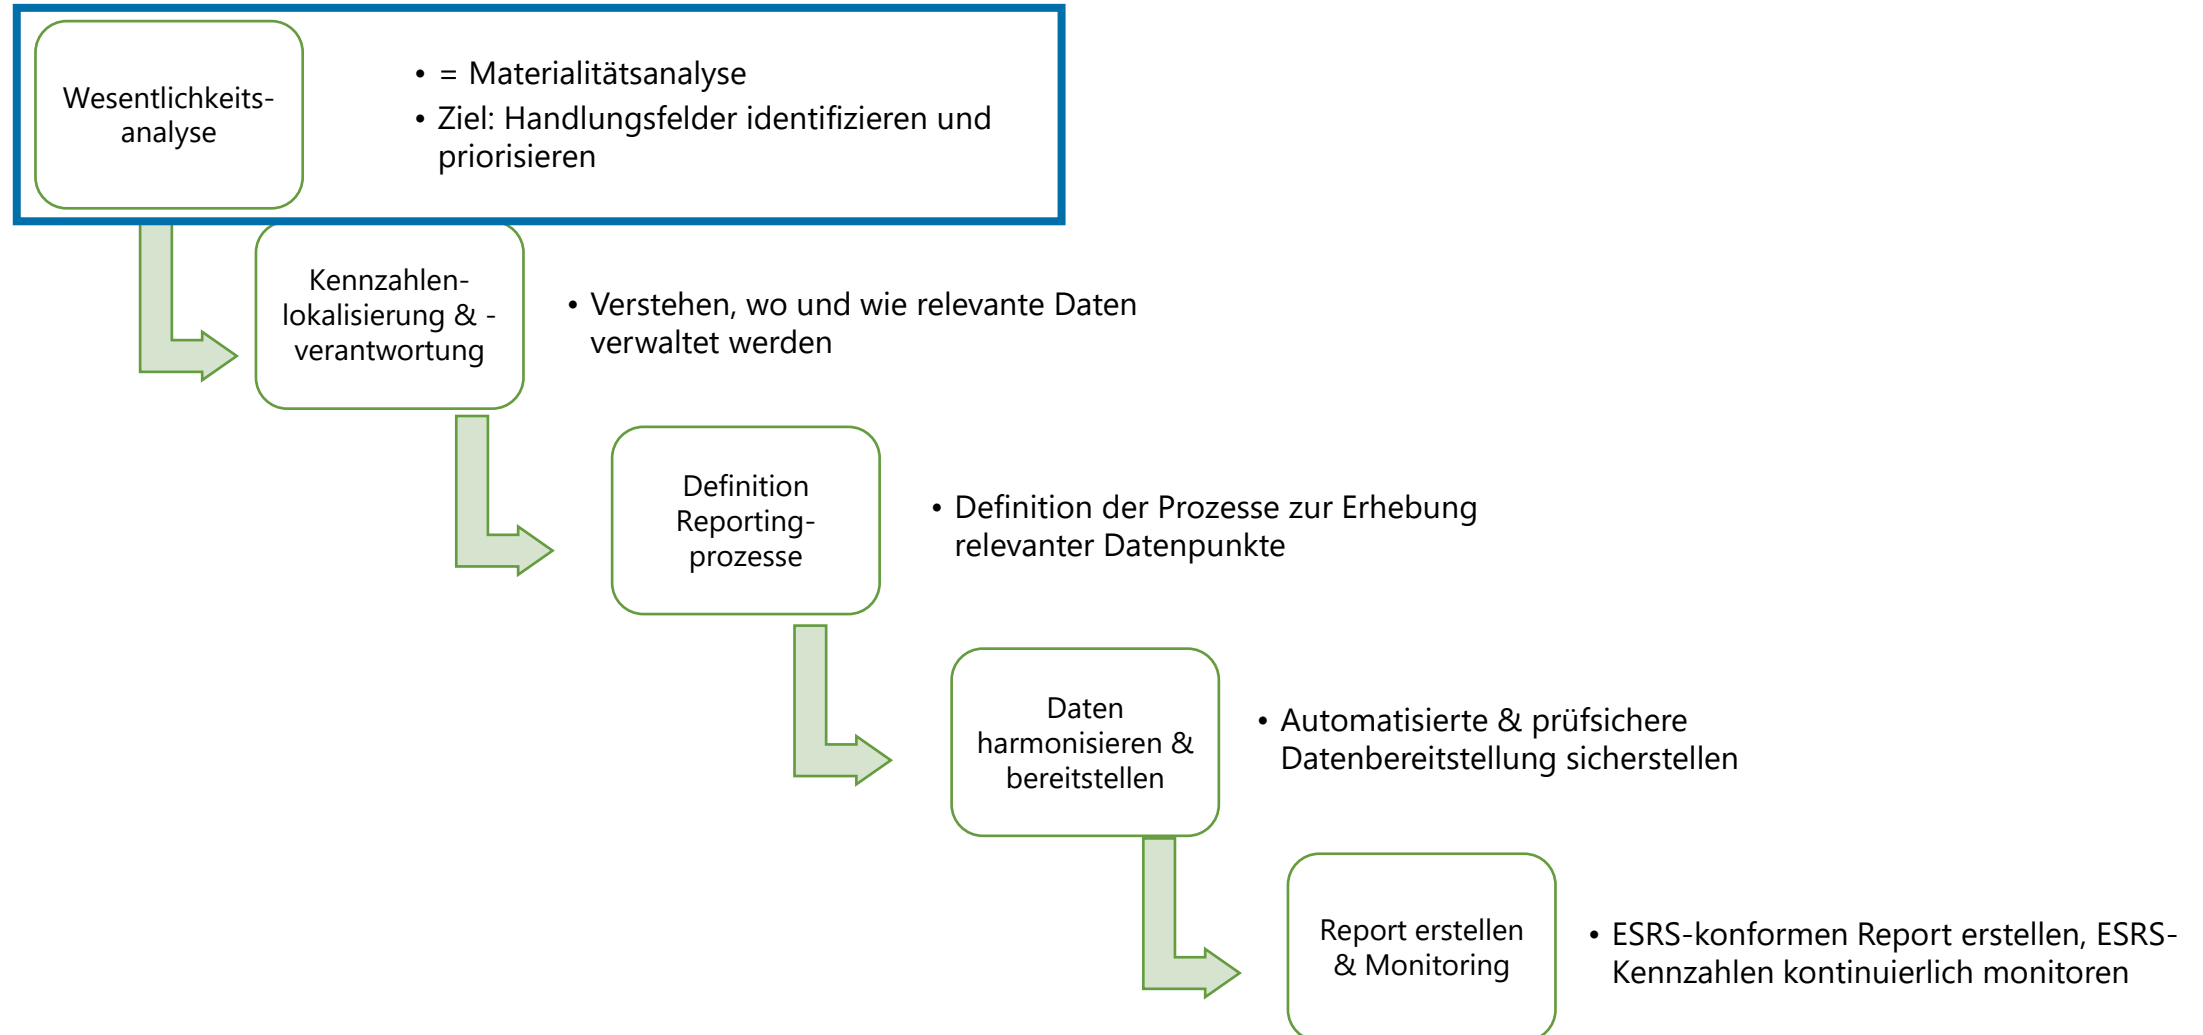 Wesentlichkeits-
analyse
• = Materialitätsanalyse
• Ziel: Handlungsfelder identifizieren und
priorisieren
Kennzahlen-
lokalisierung & -
verantwortung
• Verstehen, wo und wie relevante Daten
verwaltet werden
Definition
Reporting-
prozesse
• Definition der Prozesse zur Erhebung
relevanter Datenpunkte
Daten
harmonisieren &
bereitstellen
• Automatisierte & prüfsichere
Datenbereitstellung sicherstellen
Report erstellen
& Monitoring
• ESRS-konformen Report erstellen, ESRS-
Kennzahlen kontinuierlich monitoren